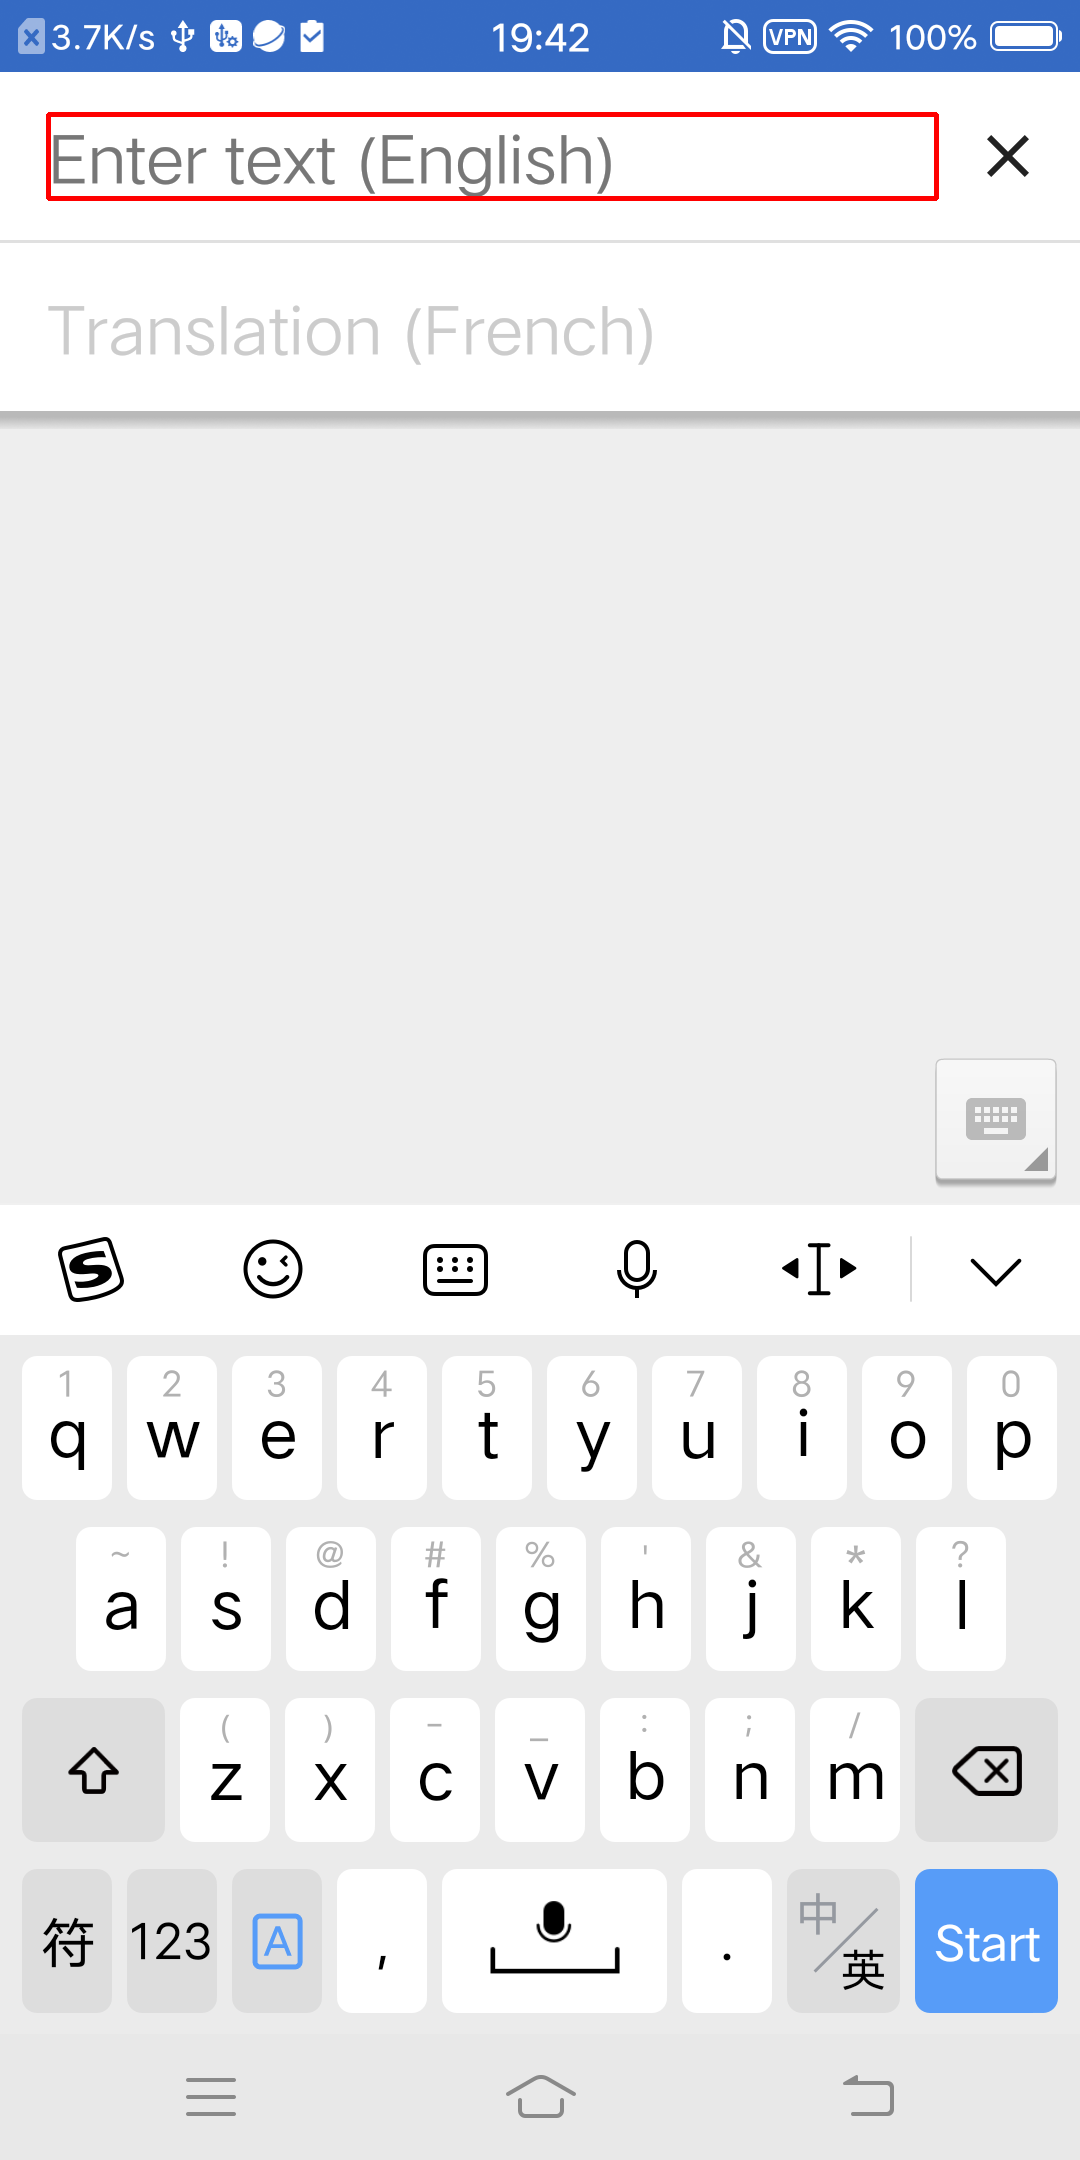 3.7K/s 19:42 VPN 100%
Enter text (English)
Translation (French)
1 2 3 4 5 6 7 8 9 0
q w e r t y u i o p
~ ! @ # % ' & * ?
a s d f g h j k l
( ) - _ : ; /
z x c v b n m
符 123 A , . 中/英 Start